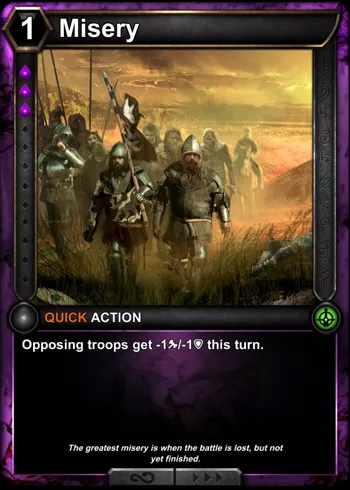 1 Misery
QUICK ACTION
Opposing troops get -1/-1 this turn.
The greatest misery is when the battle is lost, but not
yet finished.